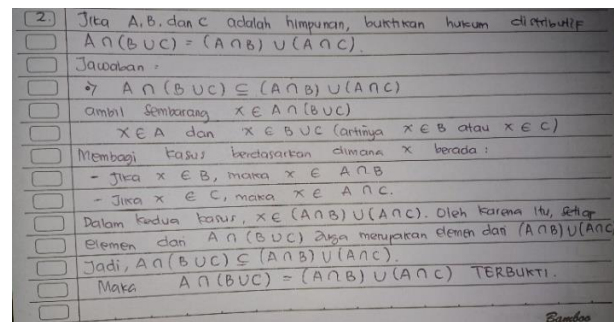 2. Jika A, B, dan C adalah himpunan, buktikan hukum distributif
A ∩ (B ∪ C) = (A ∩ B) ∪ (A ∩ C).
Jawaban :
•> A ∩ (B ∪ C) ⊆ (A ∩ B) ∪ (A ∩ C)
ambil sembarang x ∈ A ∩ (B ∪ C)
x ∈ A dan x ∈ B ∪ C (artinya x ∈ B atau x ∈ C)
Membagi kasus berdasarkan dimana x berada :
- Jika x ∈ B, maka x ∈ A ∩ B
- Jika x ∈ C, maka x ∈ A ∩ C.
Dalam kedua kasus, x ∈ (A ∩ B) ∪ (A ∩ C). Oleh karena itu, setiap
elemen dari A ∩ (B ∪ C) juga merupakan elemen dari (A ∩ B) ∪ (A ∩ C)
Jadi, A ∩ (B ∪ C) ⊆ (A ∩ B) ∪ (A ∩ C).
Maka A ∩ (B ∪ C) = (A ∩ B) ∪ (A ∩ C) TERBUKTI.
Bamboo